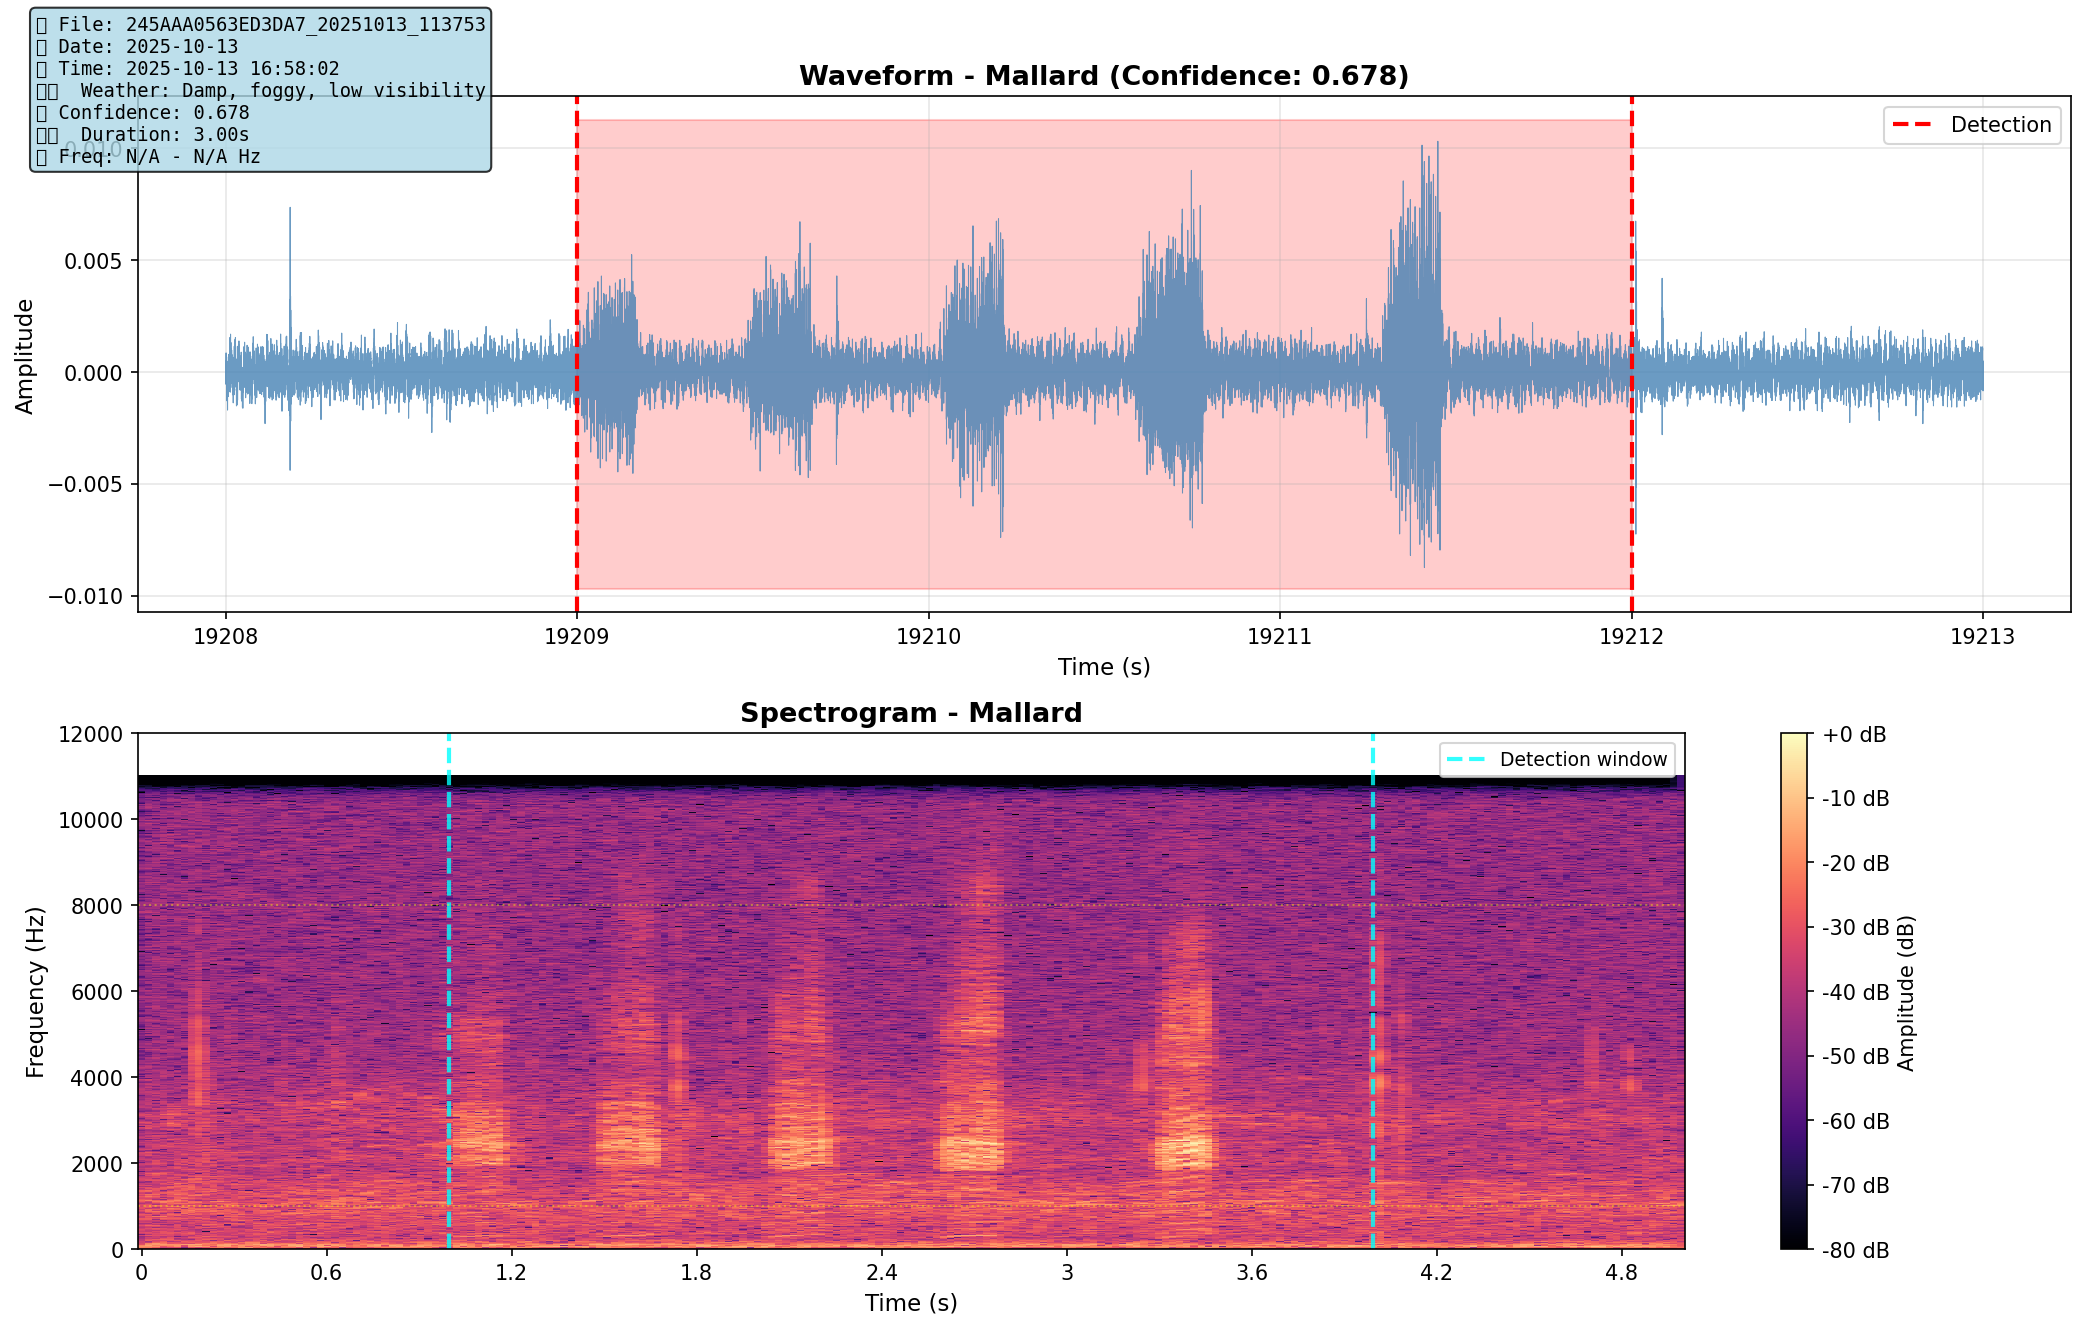 File: 245AAA0563ED3DA7_20251013_113753
Date: 2025-10-13
Time: 2025-10-13 16:58:02
Weather: Damp, foggy, low visibility
Confidence: 0.678
Duration: 3.00s
Freq: N/A - N/A Hz
Waveform - Mallard (Confidence: 0.678)
Detection
Amplitude
0.010
0.005
0.000
−0.005
−0.010
19208 19209 19210 19211 19212 19213
Time (s)
Spectrogram - Mallard
Detection window
Frequency (Hz)
12000
10000
8000
6000
4000
2000
0
0 0.6 1.2 1.8 2.4 3 3.6 4.2 4.8
Time (s)
+0 dB
-10 dB
-20 dB
-30 dB
-40 dB
-50 dB
-60 dB
-70 dB
-80 dB
Amplitude (dB)